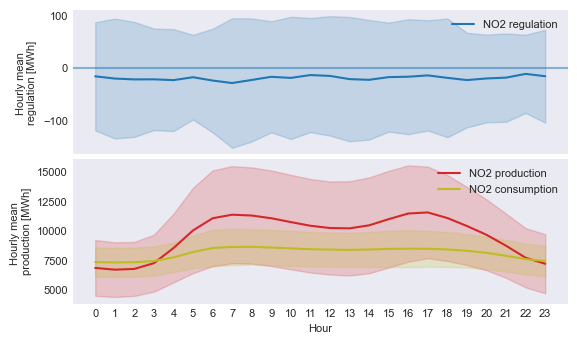 100
0
−100
Hourly mean
regulation [MWh]
NO2 regulation
15000
12500
10000
7500
5000
Hourly mean
production [MWh]
NO2 production
NO2 consumption
0 1 2 3 4 5 6 7 8 9 10 11 12 13 14 15 16 17 18 19 20 21 22 23
Hour